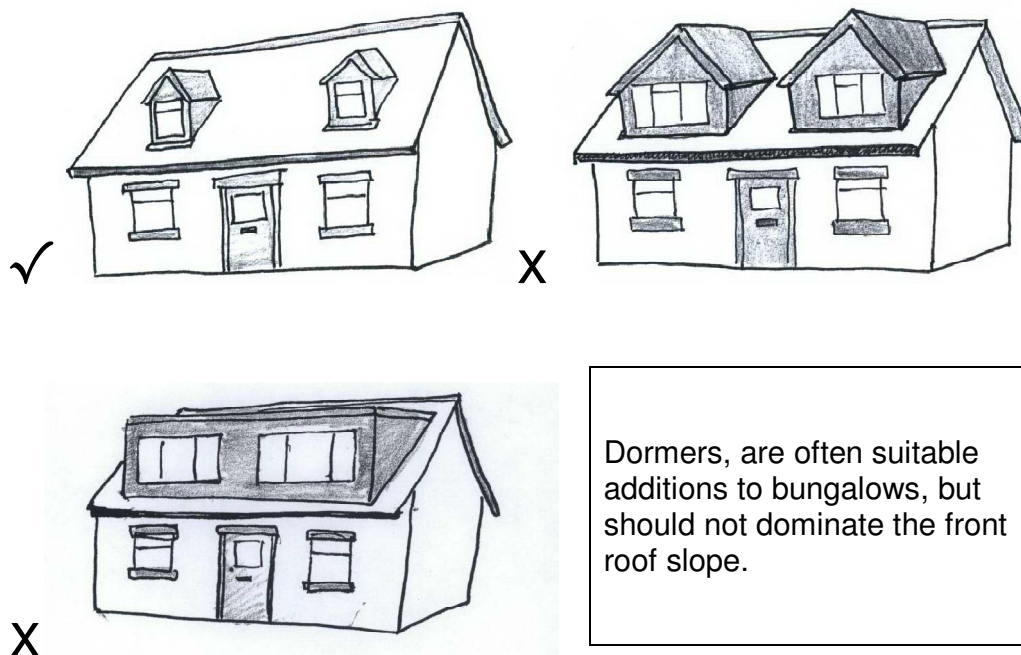 √
X
X
Dormers, are often suitable
additions to bungalows, but
should not dominate the front
roof slope.